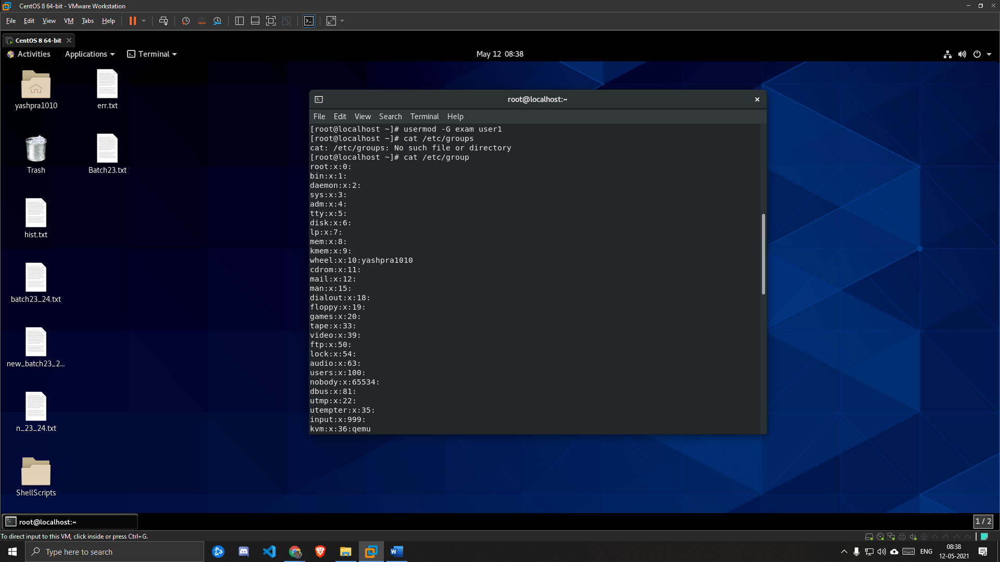 CentOS 8 64-bit - VMware Workstation
File Edit View VM Tabs Help
CentOS 8 64-bit
Activities Applications Terminal May 12 08:38
yashpra1010
err.txt
Trash
Batch23.txt
hist.txt
batch23_24.txt
new_batch23_2...
n_23_24.txt
ShellScripts
root@localhost:~
File Edit View Search Terminal Help
[root@localhost ~]# usermod -G exam user1
[root@localhost ~]# cat /etc/groups
cat: /etc/groups: No such file or directory
[root@localhost ~]# cat /etc/group
root:x:0:
bin:x:1:
daemon:x:2:
sys:x:3:
adm:x:4:
tty:x:5:
disk:x:6:
lp:x:7:
mem:x:8:
kmem:x:9:
wheel:x:10:yashpra1010
cdrom:x:11:
mail:x:12:
man:x:15:
dialout:x:18:
floppy:x:19:
games:x:20:
tape:x:33:
video:x:39:
ftp:x:50:
lock:x:54:
audio:x:63:
users:x:100:
nobody:x:65534:
dbus:x:81:
utmp:x:22:
utempter:x:35:
input:x:999:
kvm:x:36:qemu
root@localhost:~
1 / 2
To direct input to this VM, click inside or press Ctrl+G.
Type here to search
ENG
08:38
12-05-2021